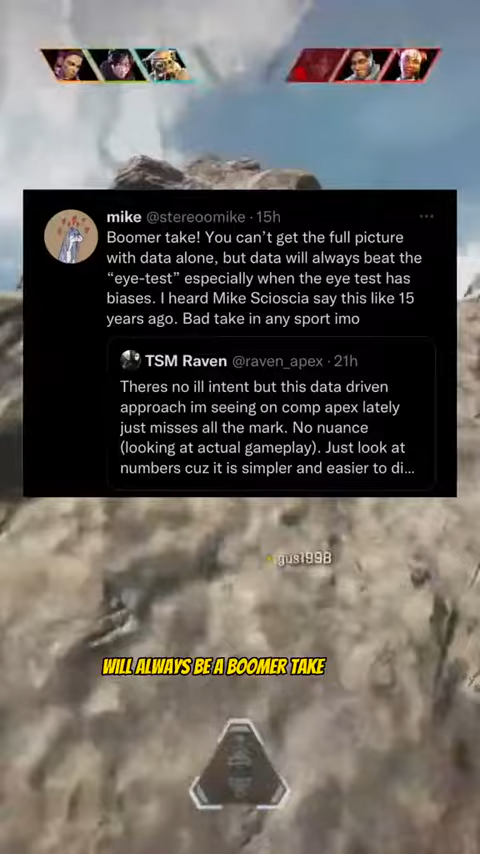 mike @stereoomike · 15h
Boomer take! You can't get the full picture
with data alone, but data will always beat the
“eye-test” especially when the eye test has
biases. I heard Mike Scioscia say this like 15
years ago. Bad take in any sport imo
TSM Raven @raven_apex · 21h
Theres no ill intent but this data driven
approach im seeing on comp apex lately
just misses all the mark. No nuance
(looking at actual gameplay). Just look at
numbers cuz it is simpler and easier to di...
gus1998
WILL ALWAYS BE A BOOMER TAKE